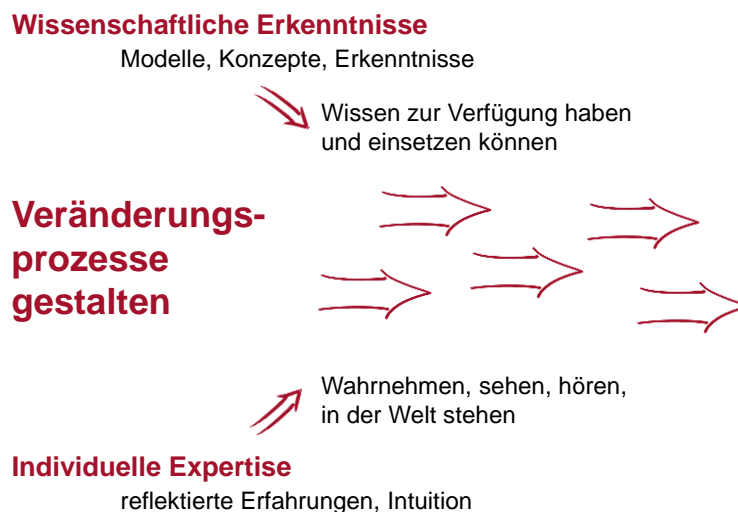 Wissenschaftliche Erkenntnisse
Modelle, Konzepte, Erkenntnisse
Wissen zur Verfügung haben
und einsetzen können
Veränderungs-
prozesse
gestalten
Wahrnehmen, sehen, hören,
in der Welt stehen
Individuelle Expertise
reflektierte Erfahrungen, Intuition